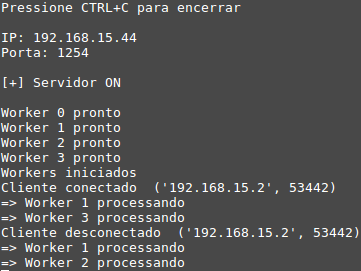 Pressione CTRL+C para encerrar
IP: 192.168.15.44
Porta: 1254
[+] Servidor ON
Worker 0 pronto
Worker 1 pronto
Worker 2 pronto
Worker 3 pronto
Workers iniciados
Cliente conectado  ('192.168.15.2', 53442)
=> Worker 1 processando
=> Worker 3 processando
Cliente desconectado  ('192.168.15.2', 53442)
=> Worker 1 processando
=> Worker 2 processando